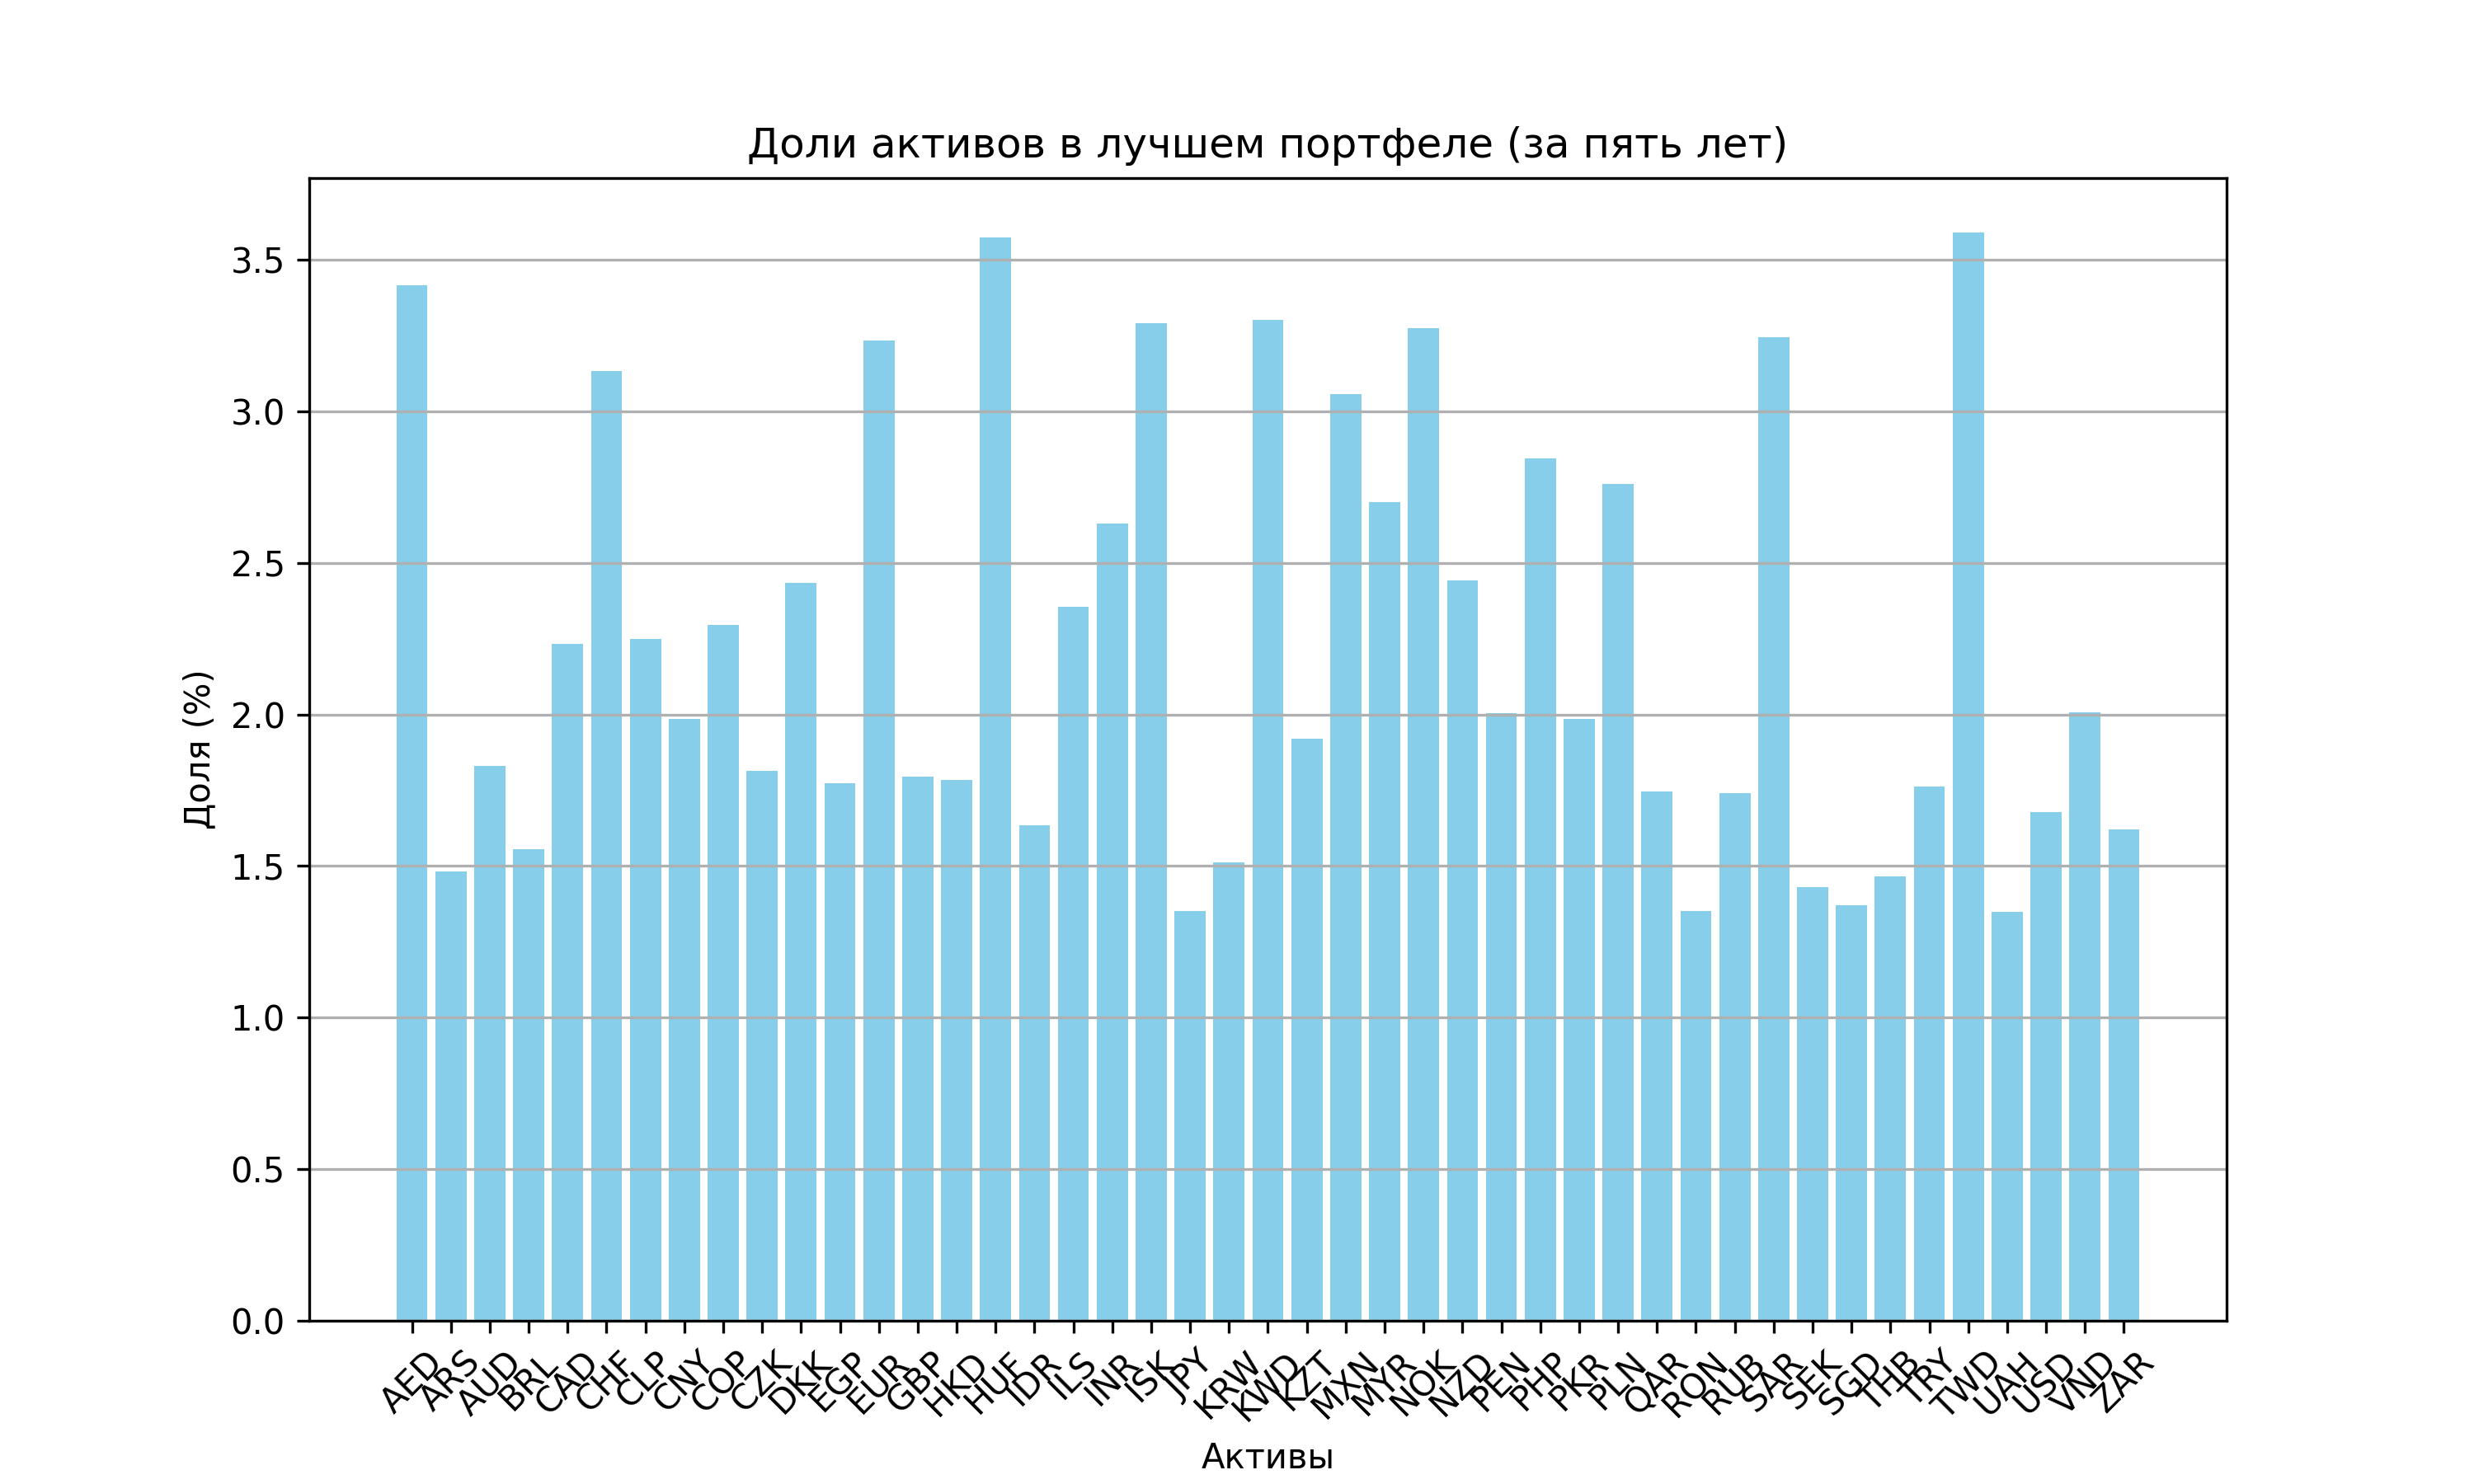 Доли активов в лучшем портфеле (за пять лет)
Доля (%)
3.5
3.0
2.5
2.0
1.5
1.0
0.5
0.0
AED ARS AUD BRL CAD CHF CLP CNY COP CZK DKK EGP EUR GBP HKD HUF IDR ILS INR ISK JPY KRW KWD KZT MXN MYR NOK NZD PEN PHP PKR PLN QAR RON RUB SAR SEK SGD THB TRY TWD UAH USD VND ZAR
Активы